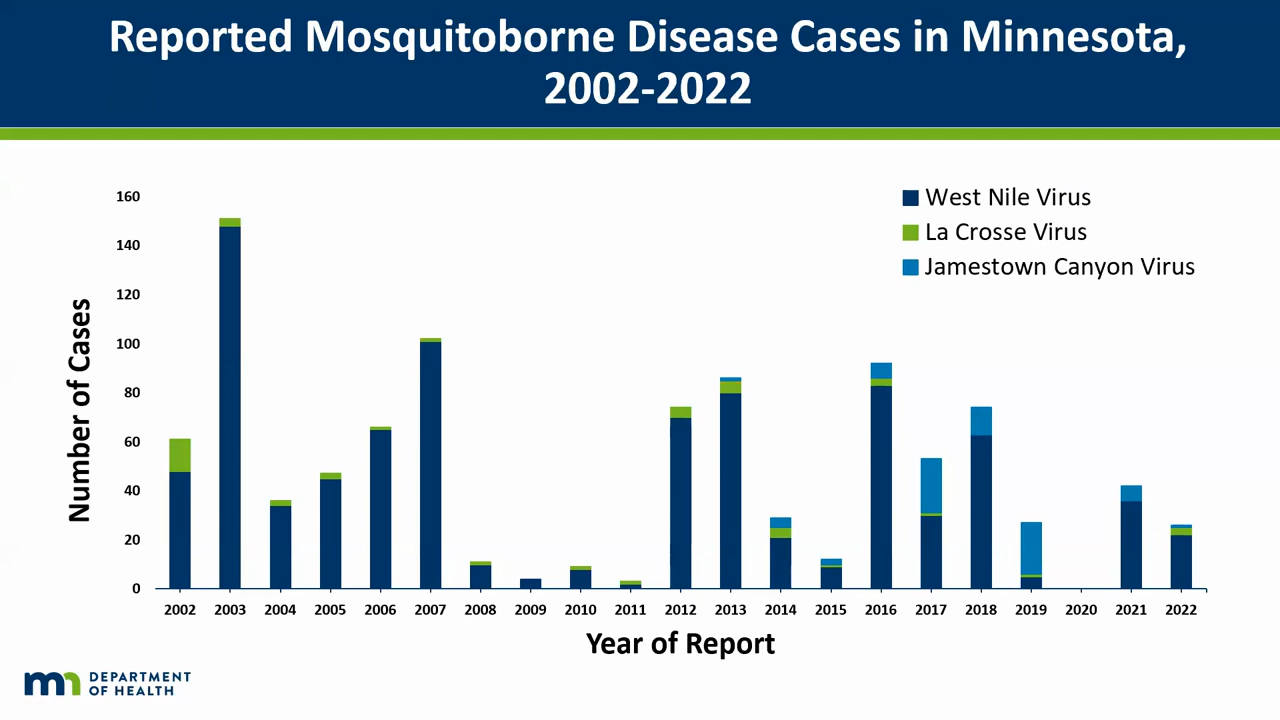 Reported Mosquitoborne Disease Cases in Minnesota,
2002-2022
160
140
120
100
80
60
40
20
0
Number of Cases
West Nile Virus
La Crosse Virus
Jamestown Canyon Virus
2002 2003 2004 2005 2006 2007 2008 2009 2010 2011 2012 2013 2014 2015 2016 2017 2018 2019 2020 2021 2022
Year of Report
mn DEPARTMENT
OF HEALTH